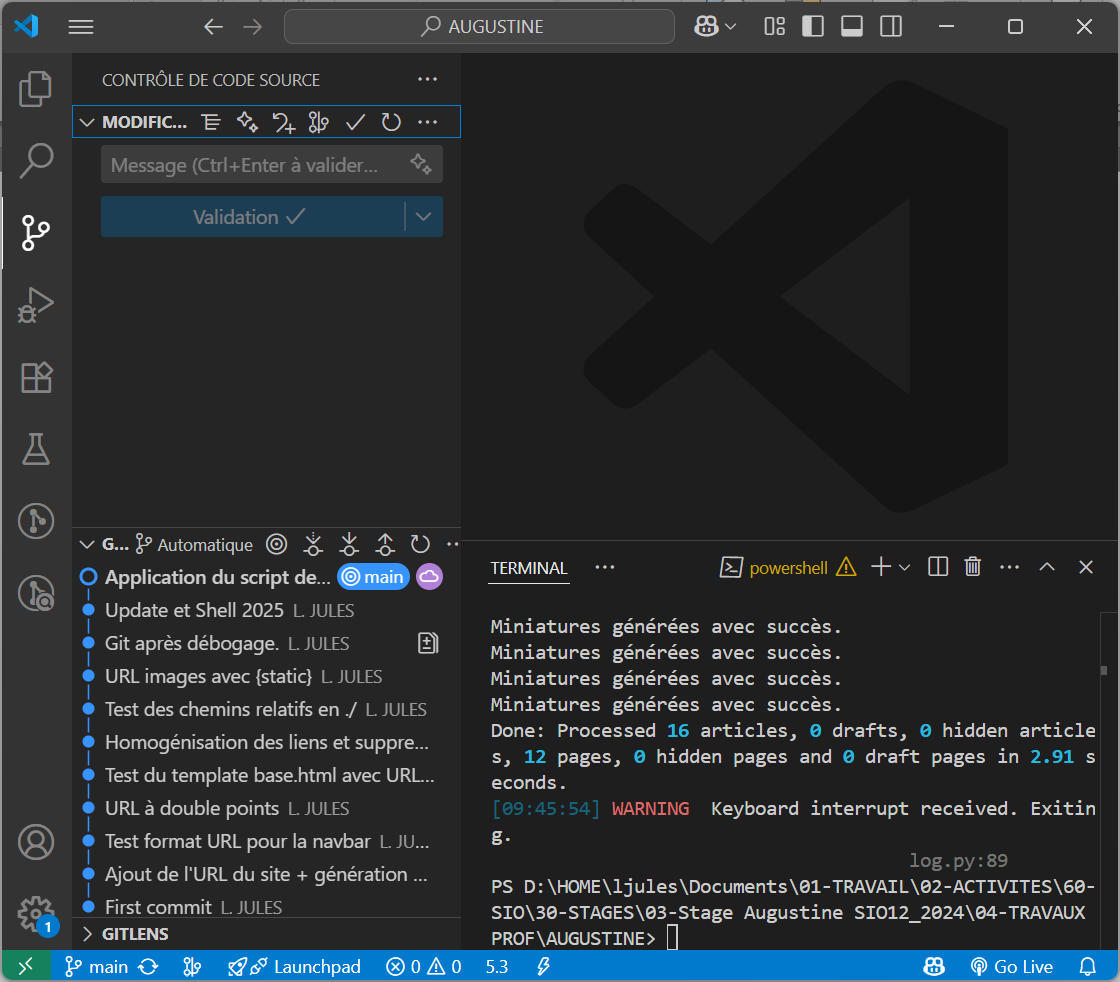 AUGUSTINE
CONTRÔLE DE CODE SOURCE
MODIFIC...
Message (Ctrl+Enter à valider...
Validation
G... Automatique
Application du script de... main
Update et Shell 2025 L. JULES
Git après débogage. L. JULES
URL images avec {static} L. JULES
Test des chemins relatifs en ./ L. JULES
Homogénisation des liens et suppre...
Test du template base.html avec URL...
URL à double points L. JULES
Test format URL pour la navbar L. JU...
Ajout de l'URL du site + génération ...
First commit L. JULES
GITLENS
1
TERMINAL
powershell
Miniatures générées avec succès.
Miniatures générées avec succès.
Miniatures générées avec succès.
Miniatures générées avec succès.
Done: Processed 16 articles, 0 drafts, 0 hidden article
s, 12 pages, 0 hidden pages and 0 draft pages in 2.91 s
econds.
[09:45:54] WARNING Keyboard interrupt received. Exitin
g.
log.py:89
PS D:\HOME\ljules\Documents\01-TRAVAIL\02-ACTIVITES\60-
SIO\30-STAGES\03-Stage Augustine SIO12_2024\04-TRAVAUX
PROF\AUGUSTINE>
main Launchpad 0 0 5.3 Go Live